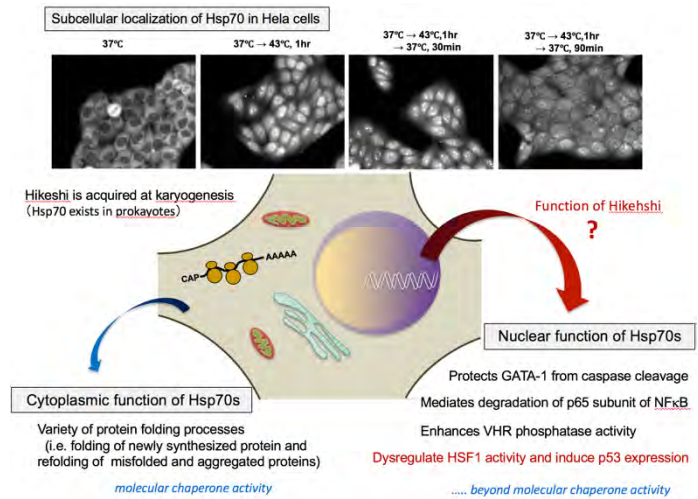 Subcellular localization of Hsp70 in Hela cells
37℃
37℃ → 43℃, 1hr
37℃ → 43℃,1hr
→ 37℃, 30min
37℃ → 43℃,1hr
→ 37℃, 90min
Hikeshi is acquired at karyogenesis
(Hsp70 exists in prokayotes)
Function of Hikehshi
?
CAP
AAAAA
Nuclear function of Hsp70s
Protects GATA-1 from caspase cleavage
Mediates degradation of p65 subunit of NFκB
Enhances VHR phosphatase activity
Dysregulate HSF1 activity and induce p53 expression
..... beyond molecular chaperone activity
Cytoplasmic function of Hsp70s
Variety of protein folding processes
(i.e. folding of newly synthesized protein and
refolding of misfolded and aggregated proteins)
molecular chaperone activity